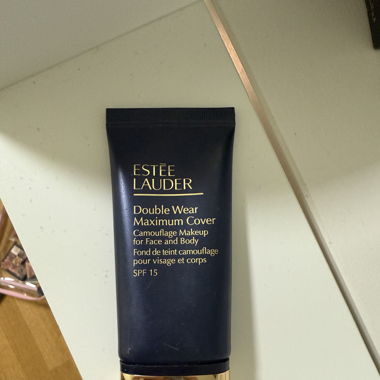 ESTĒE
LAUDER
Double Wear
Maximum Cover
Camouflage Makeup
for Face and Body
Fond de teint camouflage
pour visage et corps
SPF 15